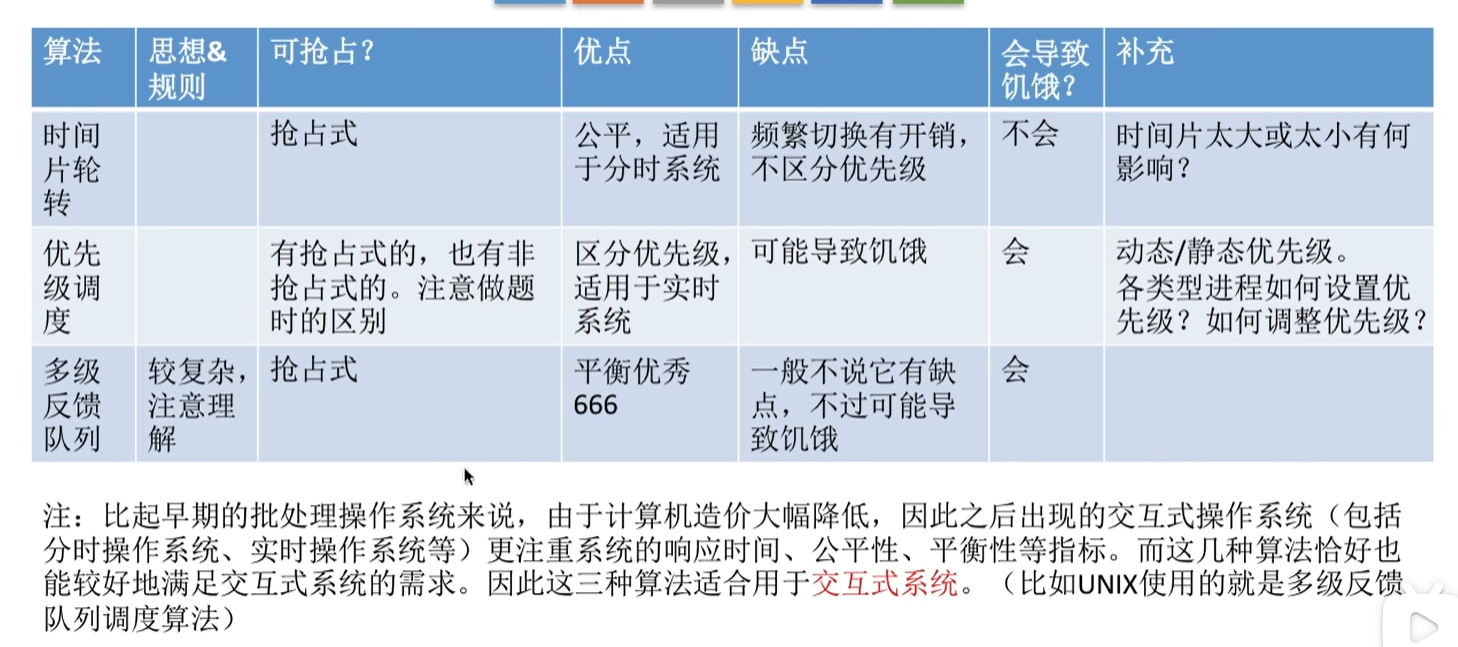 算法
思想&
规则
可抢占？
优点
缺点
会导致
饥饿？
补充
时间
片轮
转
抢占式
公平，适用
于分时系统
频繁切换有开销，
不区分优先级
不会
时间片太大或太小有何
影响？
优先
级调
度
有抢占式的，也有非
抢占式的。注意做题
时的区别
区分优先级，
适用于实时
系统
可能导致饥饿
会
动态/静态优先级。
各类型进程如何设置优
先级？如何调整优先级？
多级
反馈
队列
较复杂，
注意理
解
抢占式
平衡优秀
666
一般不说它有缺
点，不过可能导
致饥饿
会
注：比起早期的批处理操作系统来说，由于计算机造价大幅降低，因此之后出现的交互式操作系统（包括
分时操作系统、实时操作系统等）更注重系统的响应时间、公平性、平衡性等指标。而这几种算法恰好也
能较好地满足交互式系统的需求。因此这三种算法适合用于交互式系统。（比如UNIX使用的就是多级反馈
队列调度算法）